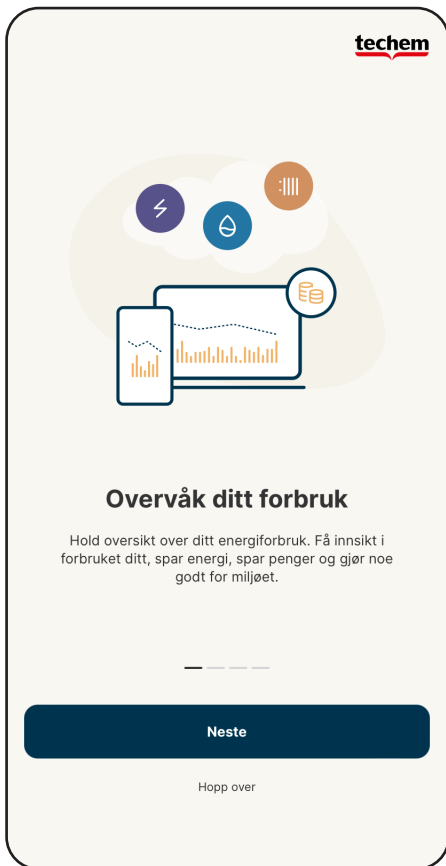 techem
Overvåk ditt forbruk
Hold oversikt over ditt energiforbruk. Få innsikt i
forbruket ditt, spar energi, spar penger og gjør noe
godt for miljøet.
Neste
Hopp over